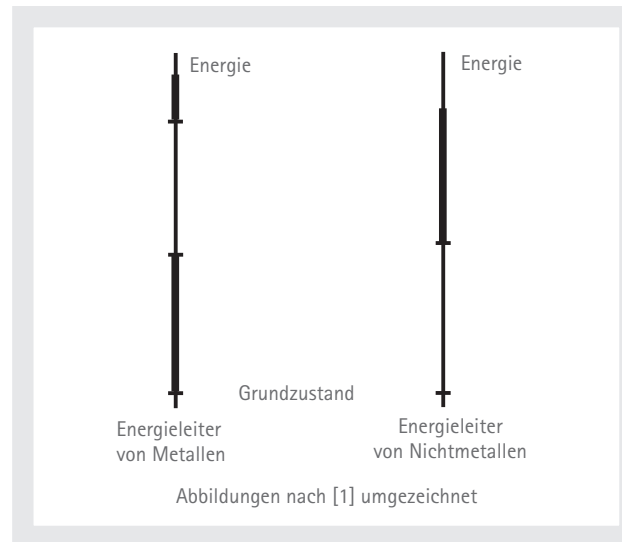 Energie
Energie
Grundzustand
Energieleiter
von Metallen
Energieleiter
von Nichtmetallen
Abbildungen nach [1] umgezeichnet